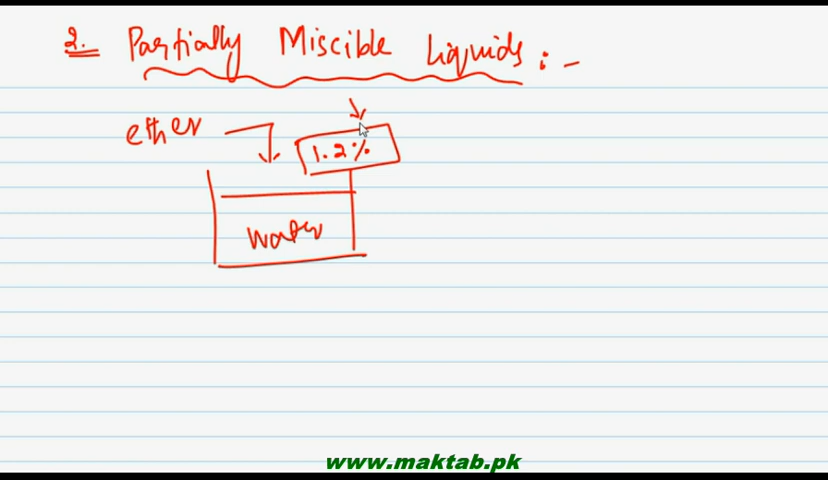 2. Partially Miscible Liquids :-
ether
1.2%
Water
www.maktab.pk